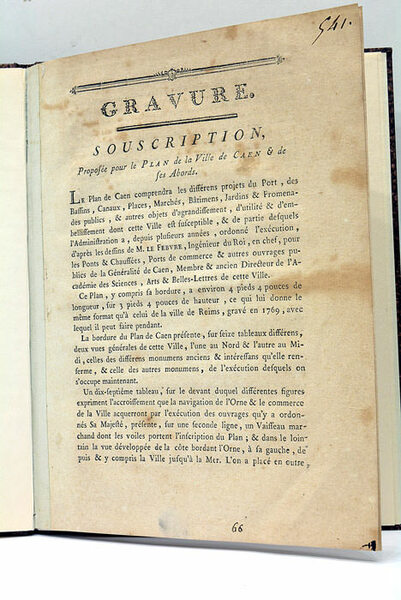 541.
GRAVURE.
SOUSCRIPTION,
Proposée pour le PLAN de la Ville de CAEN & de
ses Abords.
LE Plan de Caen comprendra les différens projets du Port, des
Bassins, Canaux, Places, Marchés, Bâtimens, Jardins & Promena-
des publics, & autres objets d'agrandissement, d'utilité & d'em-
bellissement dont cette Ville est susceptible, & de partie desquels
l'Administration a, depuis plusieurs années, ordonné l'exécution,
d'après les dessins de M. LE FEBVRE, Ingénieur du Roi, en chef, pour
les Ponts & Chaussées, Ports de commerce & autres ouvrages pu-
blics de la Généralité de Caen, Membre & ancien Directeur de l'A-
cadémie des Sciences, Arts & Belles-Lettres de cette Ville.
Ce Plan, y compris sa bordure, a environ 4 pieds 4 pouces de
longueur, sur 3 pieds 4 pouces de hauteur, ce qui lui donne le
même format qu'à celui de la ville de Reims, gravé en 1769, avec
lequel il peut faire pendant.
La bordure du Plan de Caen présente, sur seize tableaux différens,
deux vues générales de cette Ville, l'une au Nord & l'autre au Mi-
di, celles des différens monumens anciens & intéressans qu'elle ren-
ferme, & celle des autres monumens, de l'exécution desquels on
s'occupe maintenant.
Un dix-septième tableau, sur le devant duquel différentes figures
expriment l'accroissement que la navigation de l'Orne & le commerce
de la Ville acquerront par l'exécution des ouvrages qu'y a ordon-
nés Sa Majesté, présente, sur une seconde ligne, un Vaisseau mar-
chand dont les voiles portent l'inscription du Plan; & dans le loin-
tain la vue développée de la côte bordant l'Orne, à sa gauche, de-
puis & y compris la Ville jusqu'à la Mer. L'on a placé en outre,
66